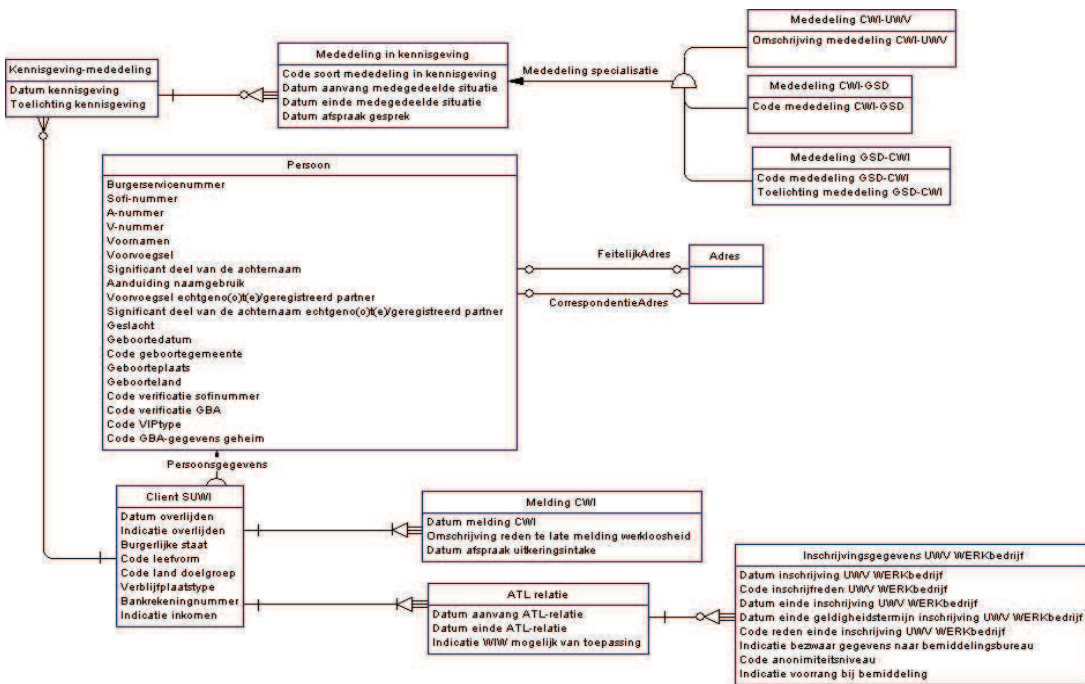 Kennisgeving-mededeling
Datum kennisgeving
Toelichting kennisgeving
Mededeling in kennisgeving
Code soort mededeling in kennisgeving
Datum aanvang medegedeelde situatie
Datum einde medegedeelde situatie
Datum afspraak gesprek
Mededeling specialisatie
Mededeling CWI-UWV
Omschrijving mededeling CWI-UWV
Mededeling CWI-GSD
Code mededeling CWI-GSD
Mededeling GSD-CWI
Code mededeling GSD-CWI
Toelichting mededeling GSD-CWI
Persoon
Burgerservicenummer
Sofi-nummer
A-nummer
V-nummer
Voornamen
Voorvoegsel
Significant deel van de achternaam
Aanduiding naamgebruik
Voorvoegsel echtgeno(o)t(e)/geregistreerd partner
Significant deel van de achternaam echtgeno(o)t(e)/geregistreerd partner
Geslacht
Geboortedatum
Code geboortegemeente
Geboorteplaats
Geboorteland
Code verificatie sofinummer
Code verificatie GBA
Code VIPtype
Code GBA-gegevens geheim
FeitelijkAdres
CorrespondentieAdres
Adres
Persoonsgegevens
Client SUWI
Datum overlijden
Indicatie overlijden
Burgerlijke staat
Code leefvorm
Code land doelgroep
Verblijfplaatstype
Bankrekeningnummer
Indicatie inkomen
Melding CWI
Datum melding CWI
Omschrijving reden te late melding werkloosheid
Datum afspraak uitkeringsintake
ATL relatie
Datum aanvang ATL-relatie
Datum einde ATL-relatie
Indicatie WIW mogelijk van toepassing
Inschrijvingsgegevens UWV WERKbedrijf
Datum inschrijving UWV WERKbedrijf
Code inschrijfreden UWV WERKbedrijf
Datum einde inschrijving UWV WERKbedrijf
Datum einde geldigheidstermijn inschrijving UWV WERKbedrijf
Code reden einde inschrijving UWV WERKbedrijf
Indicatie bezwaar gegevens naar bemiddelingsbureau
Code anonimiteitsniveau
Indicatie voorrang bij bemiddeling